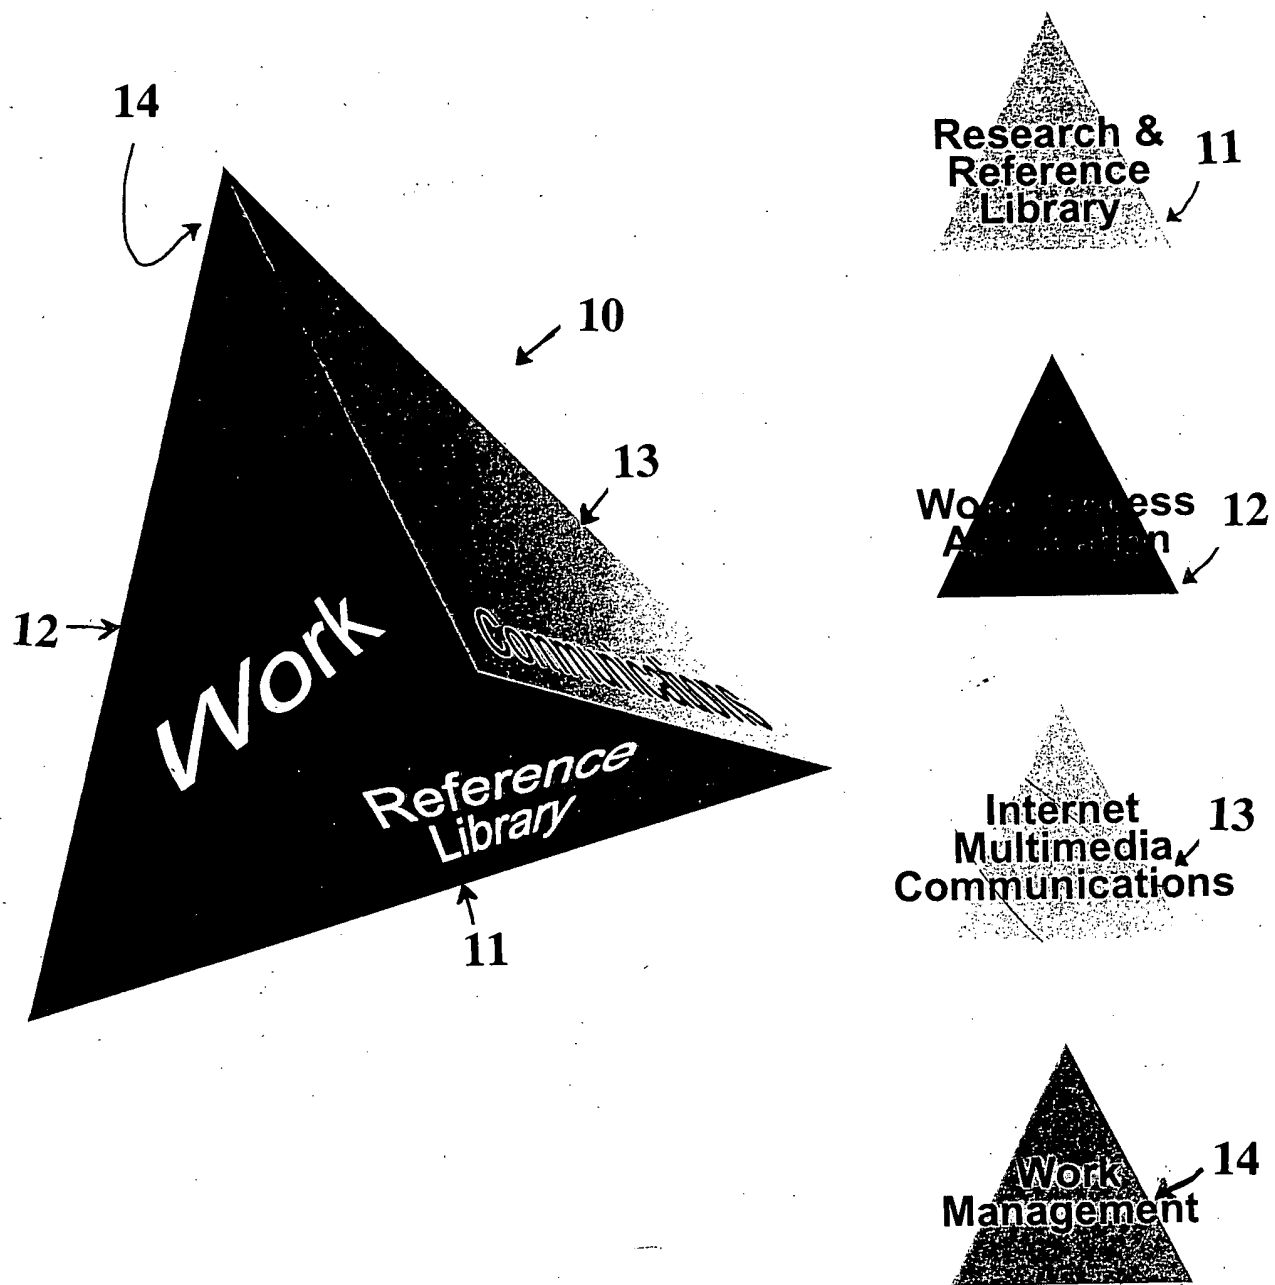 14
10
13
12
Work
Communications
Reference
Library
11
Research &
Reference
Library
11
12
Internet
Multimedia
Communications
13
Work
Management
14